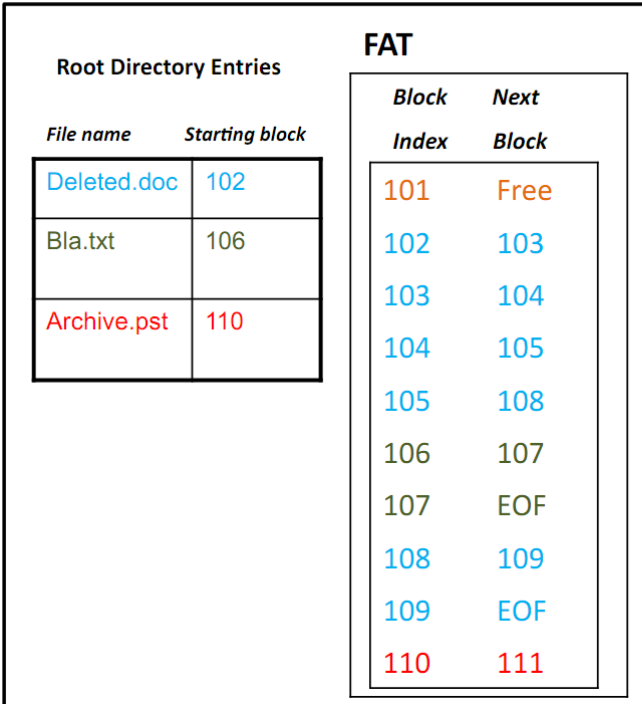 Root Directory Entries
File name Starting block
Deleted.doc 102
Bla.txt 106
Archive.pst 110
FAT
Block Next
Index Block
101 Free
102 103
103 104
104 105
105 108
106 107
107 EOF
108 109
109 EOF
110 111